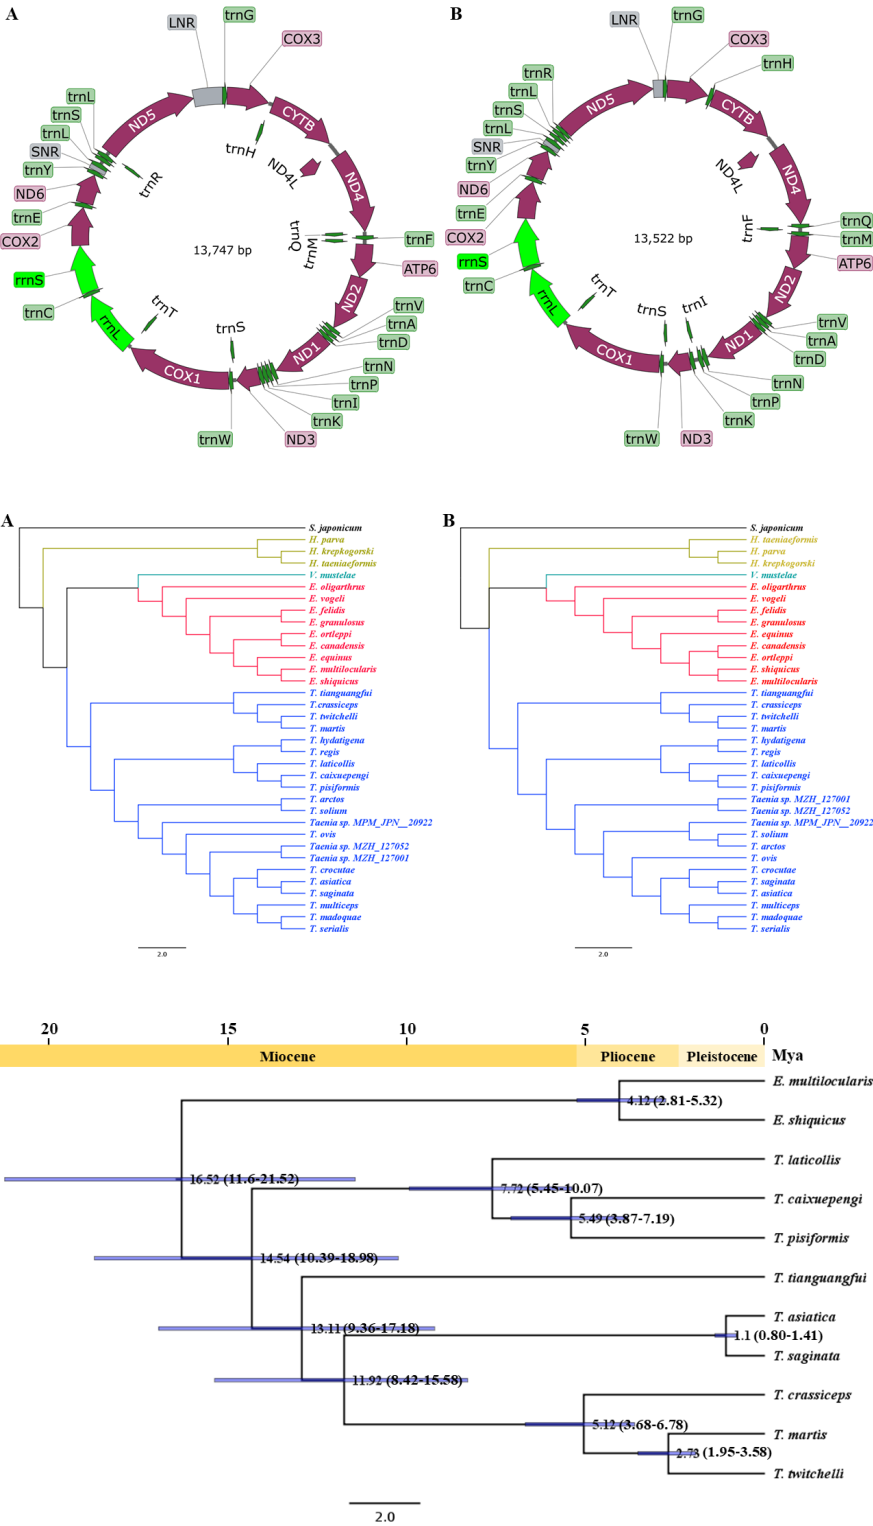 A
LNR
trnG
COX3
trnL
trnS
trnL
SNR
trnY
ND6
trnE
COX2
rrnS
trnC
ND5
CYTB
trnH
trnR
ND4L
ND4
trnQ
trnM
13,747 bp
trnF
ATP6
ND2
trnT
trnS
rrnL
trnV
trnA
trnD
ND1
trnN
trnP
trnI
trnK
COX1
trnW
ND3
B
LNR
trnG
COX3
trnH
trnR
trnL
trnS
trnL
SNR
trnY
ND6
trnE
COX2
rrnS
trnC
ND5
CYTB
ND4L
ND4
trnF
13,522 bp
trnQ
trnM
ATP6
ND2
trnT
trnS
trnI
rrnL
trnV
trnA
trnD
ND1
trnN
trnP
trnK
COX1
trnW
ND3
A
S. japonicum
H. parva
H. krepkogorski
H. taeniaeformis
V. mustelae
E. oligarthrus
E. vogeli
E. felidis
E. granulosus
E. ortleppi
E. canadensis
E. equinus
E. multilocularis
E. shiquicus
T. tianguangfui
T.crassiceps
T. twitchelli
T. martis
T. hydatigena
T. regis
T. laticollis
T. caixuepengi
T. pisiformis
T. arctos
T. solium
Taenia sp. MPM_JPN__20922
T. ovis
Taenia sp. MZH_127052
Taenia sp. MZH_127001
T. crocutae
T. asiatica
T. saginata
T. multiceps
T. madoquae
T. serialis
2.0
B
S. japonicum
H. taeniaeformis
H. parva
H. krepkogorski
V. mustelae
E. oligarthrus
E. vogeli
E. felidis
E. granulosus
E. equinus
E. canadensis
E. ortleppi
E. shiquicus
E. multilocularis
T. tianguangfui
T. crassiceps
T. twitchelli
T. martis
T. hydatigena
T. regis
T. laticollis
T. caixuepengi
T. pisiformis
Taenia sp. MZH_127001
Taenia sp. MZH_127052
Taenia sp. MPM_JPN__20922
T. solium
T. arctos
T. ovis
T. crocutae
T. saginata
T. asiatica
T. multiceps
T. madoquae
T. serialis
2.0
20 15 10 5 0
Miocene Pliocene Pleistocene Mya
E. multilocularis
4.12 (2.81-5.32)
E. shiquicus
T. laticollis
16.52 (11.6-21.52)
7.72 (5.45-10.07)
T. caixuepengi
5.49 (3.87-7.19)
T. pisiformis
14.54 (10.39-18.98)
T. tianguangfui
T. asiatica
13.11 (9.36-17.18)
1.1 (0.80-1.41)
T. saginata
11.92 (8.42-15.58)
T. crassiceps
5.12 (3.68-6.78)
T. martis
2.73 (1.95-3.58)
T. twitchelli
2.0